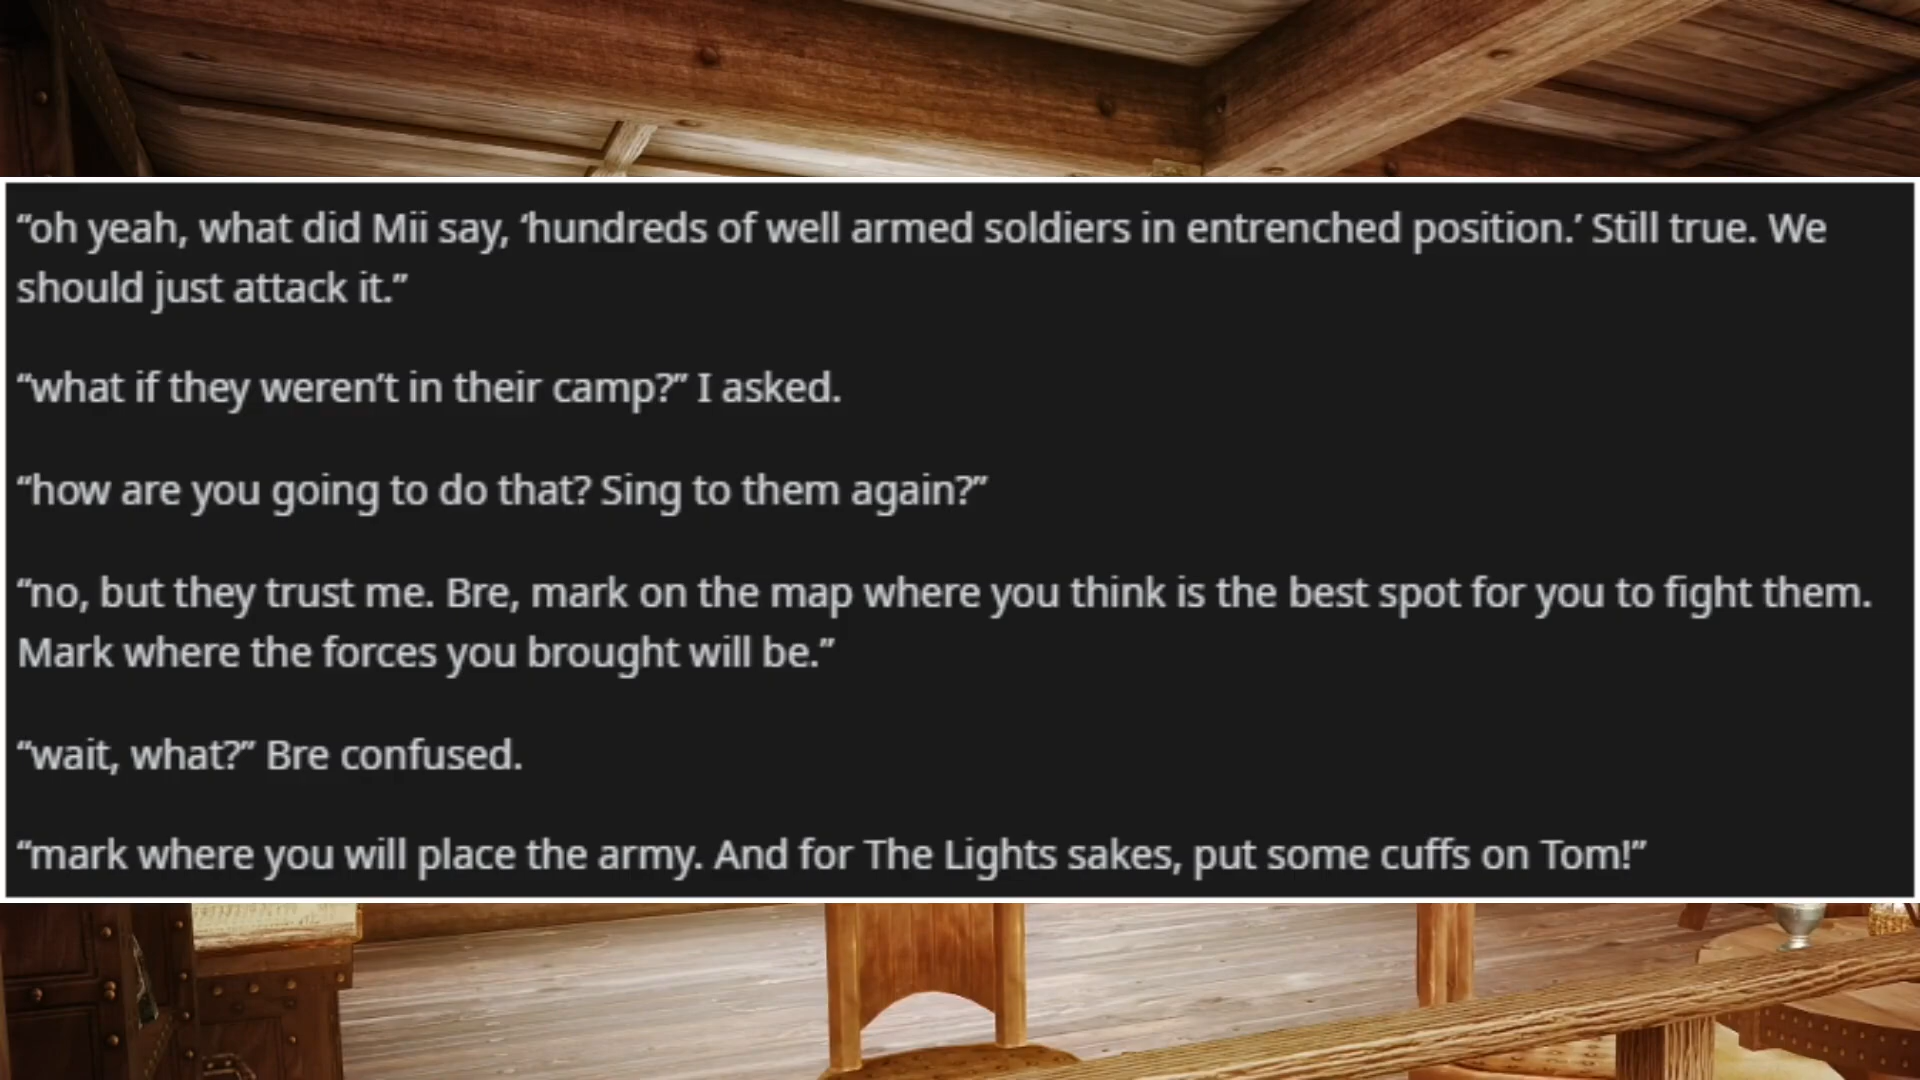 “oh yeah, what did Mii say, ‘hundreds of well armed soldiers in entrenched position.’ Still true. We
should just attack it.”
“what if they weren’t in their camp?” I asked.
“how are you going to do that? Sing to them again?”
“no, but they trust me. Bre, mark on the map where you think is the best spot for you to fight them.
Mark where the forces you brought will be.”
“wait, what?” Bre confused.
“mark where you will place the army. And for The Lights sakes, put some cuffs on Tom!”